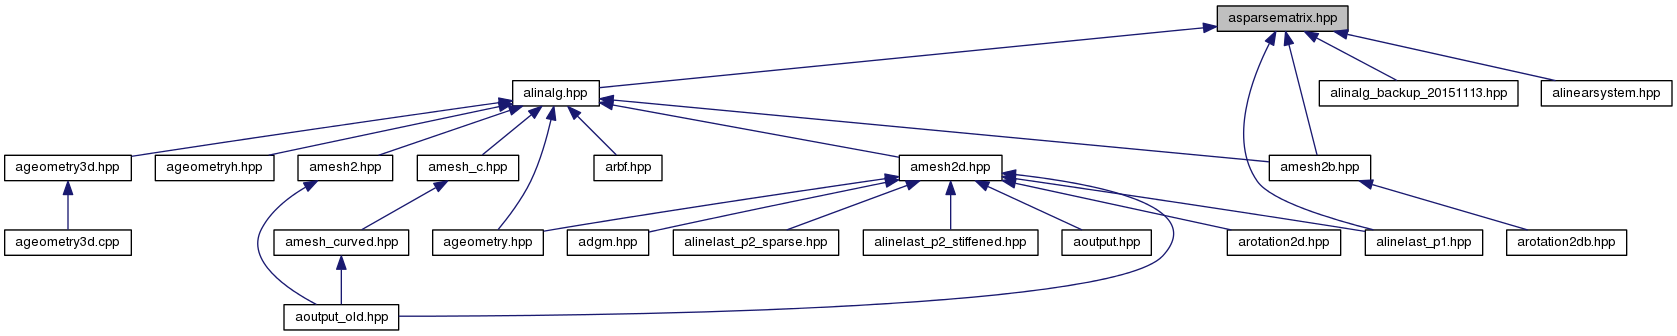 asparsematrix.hpp
alinalg.hpp
alinalg_backup_20151113.hpp
alinearsystem.hpp
ageometry3d.hpp
ageometryh.hpp
amesh2.hpp
amesh_c.hpp
arbf.hpp
amesh2d.hpp
amesh2b.hpp
ageometry3d.cpp
amesh_curved.hpp
ageometry.hpp
adgm.hpp
alinelast_p2_sparse.hpp
alinelast_p2_stiffened.hpp
aoutput.hpp
arotation2d.hpp
alinelast_p1.hpp
arotation2db.hpp
aoutput_old.hpp